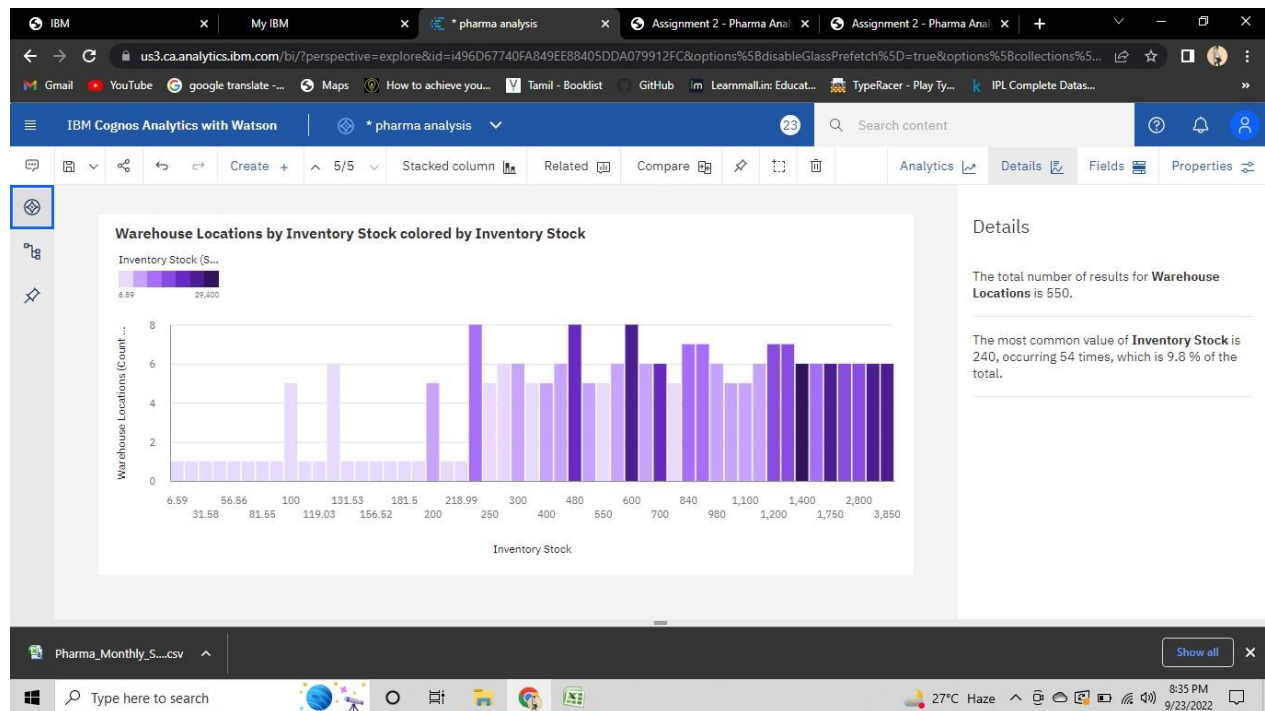 IBM
My IBM
* pharma analysis
Assignment 2 - Pharma Anal
Assignment 2 - Pharma Anal
us3.ca.analytics.ibm.com/bi/?perspective=explore&id=i496D67740FA849EE88405DDA079912FC&options%5BdisableGlassPrefetch%5D=true&options%5Bcollections%5...
Gmail YouTube google translate -... Maps How to achieve you... Tamil - Booklist GitHub Learnmall.in: Educat... TypeRacer - Play Ty... IPL Complete Datas... »
IBM Cognos Analytics with Watson * pharma analysis 23 Search content
Create + 5/5 Stacked column Related Compare Analytics Details Fields Properties
Warehouse Locations by Inventory Stock colored by Inventory Stock
Inventory Stock (S...
6.59 29,400
Warehouse Locations (Count ...
8
6
4
2
0
6.59 56.56 100 131.53 181.5 218.99 300 480 600 840 1,100 1,400 2,800
31.58 81.55 119.03 156.52 200 250 400 550 700 980 1,200 1,750 3,850
Inventory Stock
Details
The total number of results for Warehouse
Locations is 550.
The most common value of Inventory Stock is
240, occurring 54 times, which is 9.8 % of the
total.
Pharma_Monthly_S....csv
Show all
Type here to search
27°C Haze
8:35 PM
9/23/2022